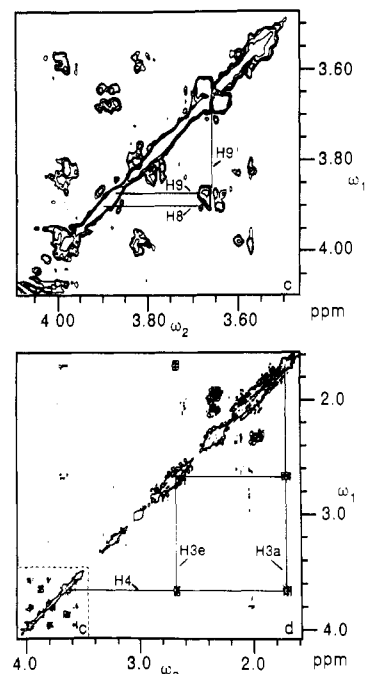 3.60
H9'
3.80
ω1
H9
H8
4.00
c
4.00 3.80 3.60 ppm
ω2
2.0
ω1
3.0
H3e H3a
H4
c d
4.0
4.0 3.0 2.0 ppm